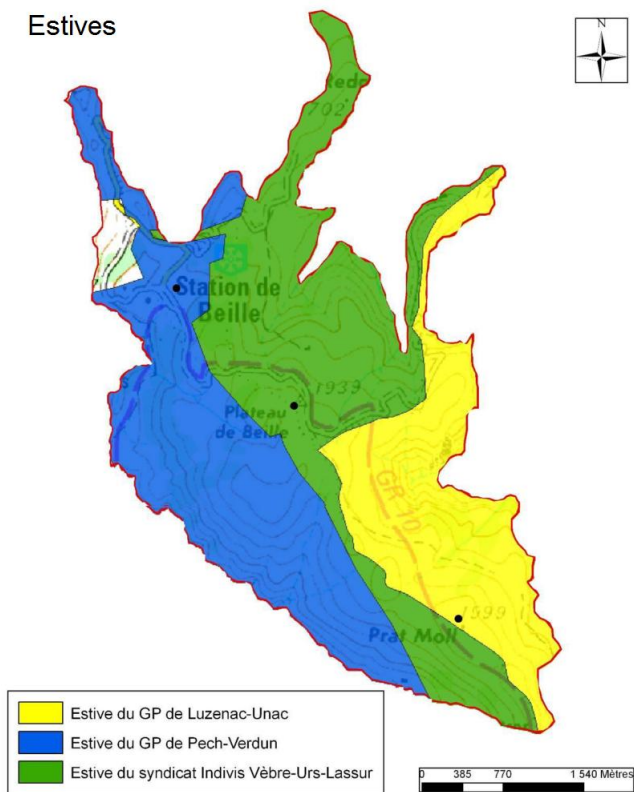 Estives
N
702
Station de
Beille
1939
Plateau
de Beille
GR 10
1599
Prat Moll
Estive du GP de Luzenac-Unac
Estive du GP de Pech-Verdun
Estive du syndicat Indivis Vèbre-Urs-Lassur
0 385 770 1 540 Mètres